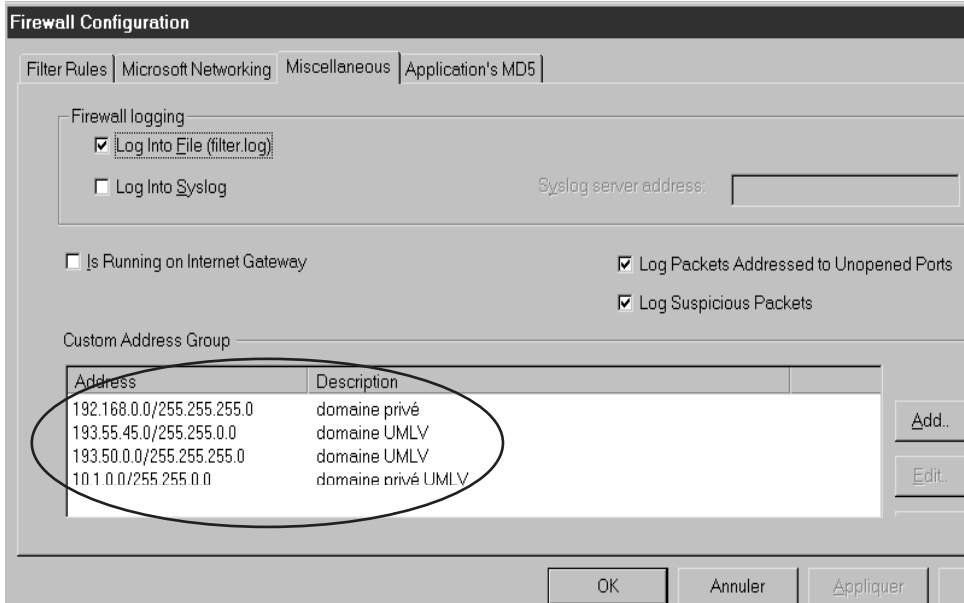 Firewall Configuration
Filter Rules Microsoft Networking Miscellaneous Application's MD5
Firewall logging
Log Into File (filter.log)
Log Into Syslog Syslog server address:
Is Running on Internet Gateway Log Packets Addressed to Unopened Ports
Log Suspicious Packets
Custom Address Group
Address Description
192.168.0.0/255.255.255.0 domaine privé
193.55.45.0/255.255.0.0 domaine UMLV
193.50.0.0/255.255.255.0 domaine UMLV
10.1.0.0/255.255.0.0 domaine privé UMLV
Add..
Edit..
OK Annuler Appliquer